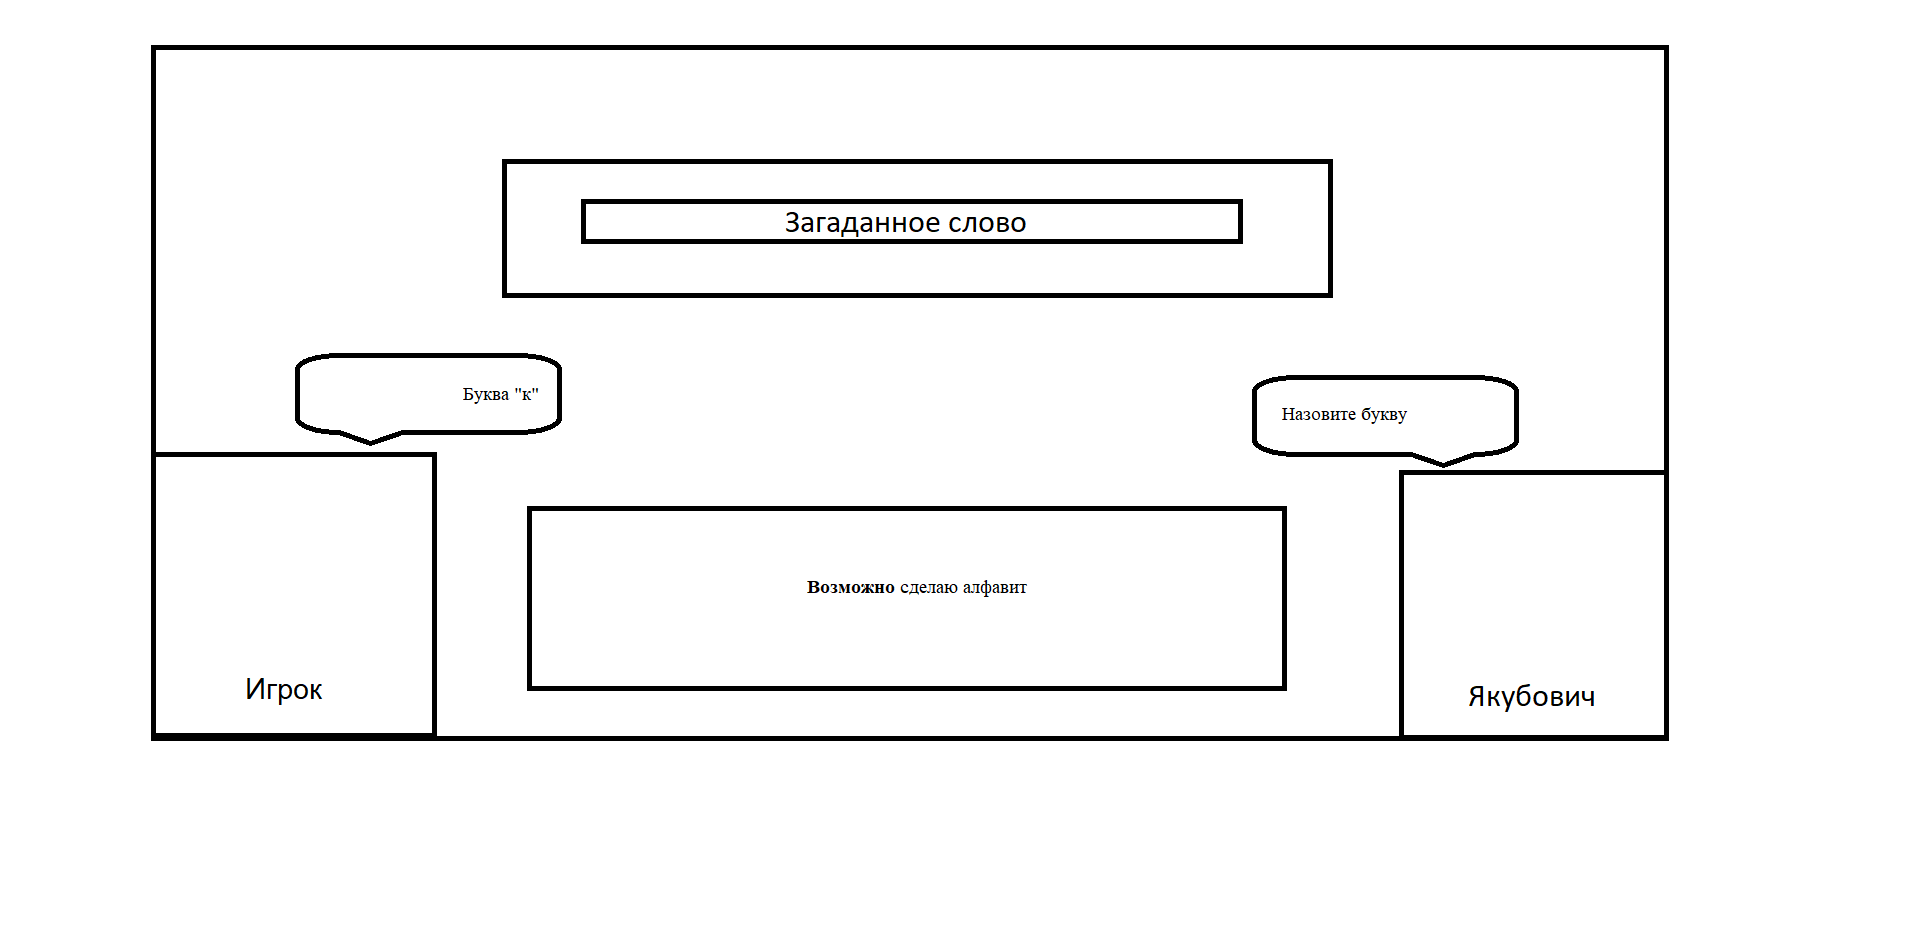 Загаданное слово
Буква "к"
Назовите букву
Возможно сделаю алфавит
Игрок
Якубович